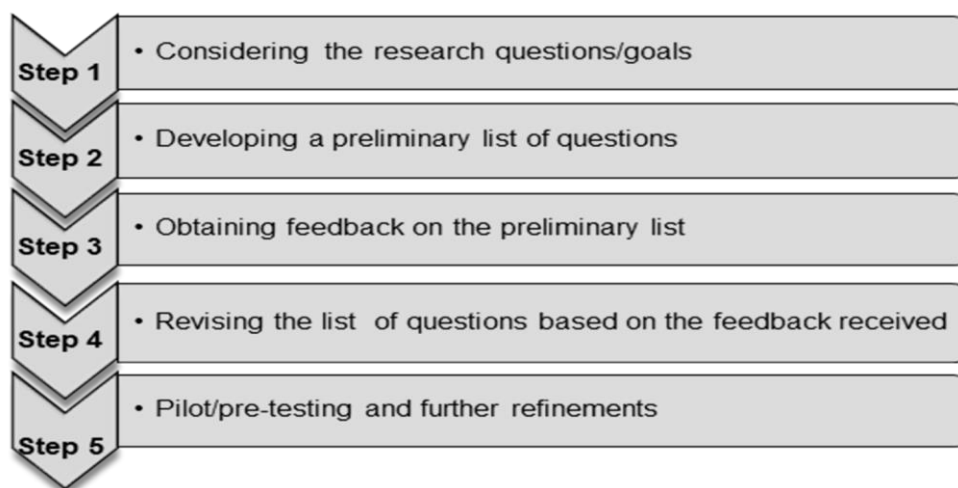 Step 1
• Considering the research questions/goals
Step 2
• Developing a preliminary list of questions
Step 3
• Obtaining feedback on the preliminary list
Step 4
• Revising the list of questions based on the feedback received
Step 5
• Pilot/pre-testing and further refinements